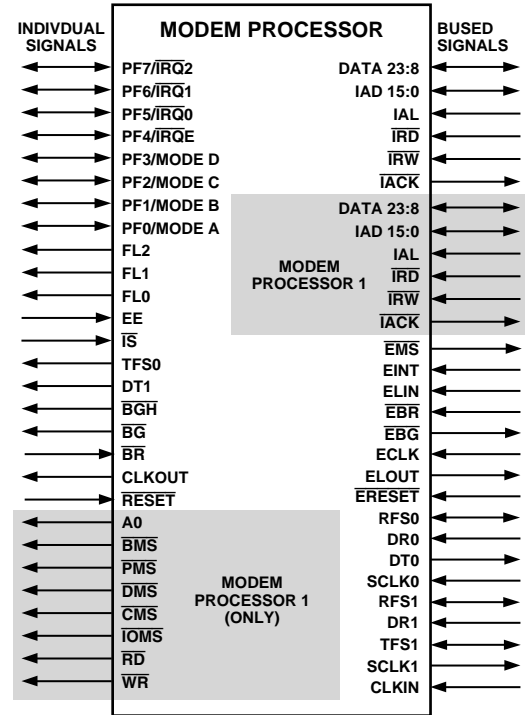 INDIVDUAL
SIGNALS
MODEM PROCESSOR
BUSED
SIGNALS
PF7/IRQ2
PF6/IRQ1
PF5/IRQ0
PF4/IRQE
PF3/MODE D
PF2/MODE C
PF1/MODE B
PF0/MODE A
FL2
FL1
FL0
EE
IS
TFS0
DT1
BGH
BG
BR
CLKOUT
RESET
A0
BMS
PMS
DMS
CMS
IOMS
RD
WR
MODEM
PROCESSOR 1
(ONLY)
DATA 23:8
IAD 15:0
IAL
IRD
IRW
IACK
DATA 23:8
IAD 15:0
IAL
IRD
IRW
IACK
MODEM
PROCESSOR 1
EMS
EINT
ELIN
EBR
EBG
ECLK
ELOUT
ERESET
RFS0
DR0
DT0
SCLK0
RFS1
DR1
TFS1
SCLK1
CLKIN